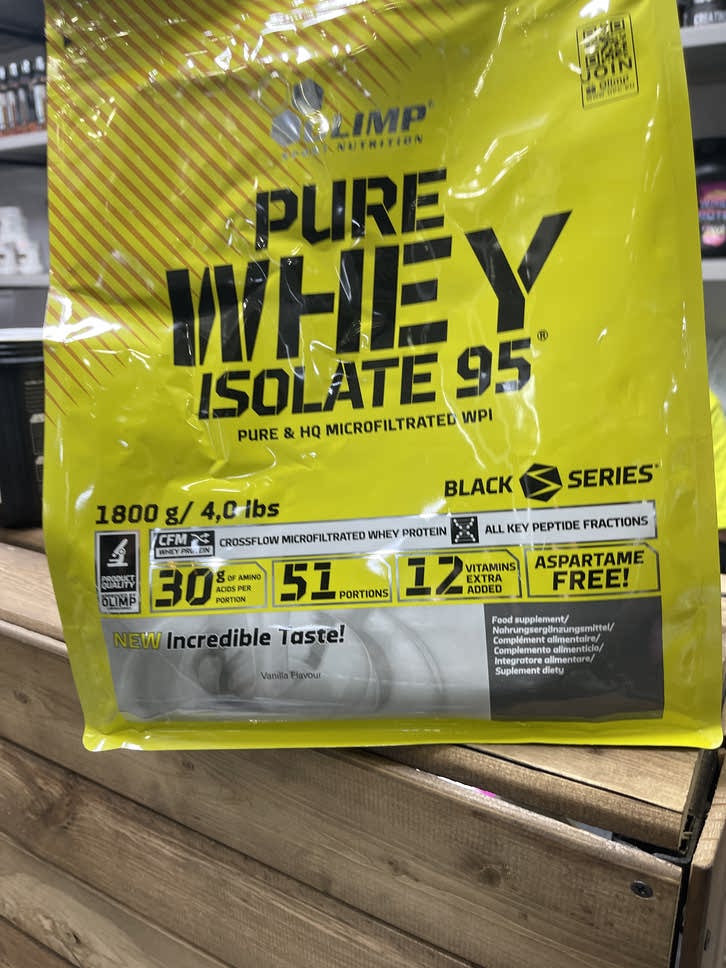 JOIN
Olimp
OLIMP
SPORT NUTRITION
PURE
WHEY
ISOLATE 95®
PURE & HQ MICROFILTRATED WPI
BLACK SERIES
1800 g/ 4,0 lbs
PRODUCT
QUALITY
OLIMP
CFM
WHEY PROTEIN
CROSSFLOW MICROFILTRATED WHEY PROTEIN
ALL KEY PEPTIDE FRACTIONS
30 g OF AMINO
ACIDS PER
PORTION
51 PORTIONS
12 VITAMINS
EXTRA
ADDED
ASPARTAME
FREE!
NEW Incredible Taste!
Vanilla Flavour
Food supplement/
Nahrungsergänzungsmittel/
Complément alimentaire/
Complemento alimenticio/
Integratore alimentare/
Suplement diety